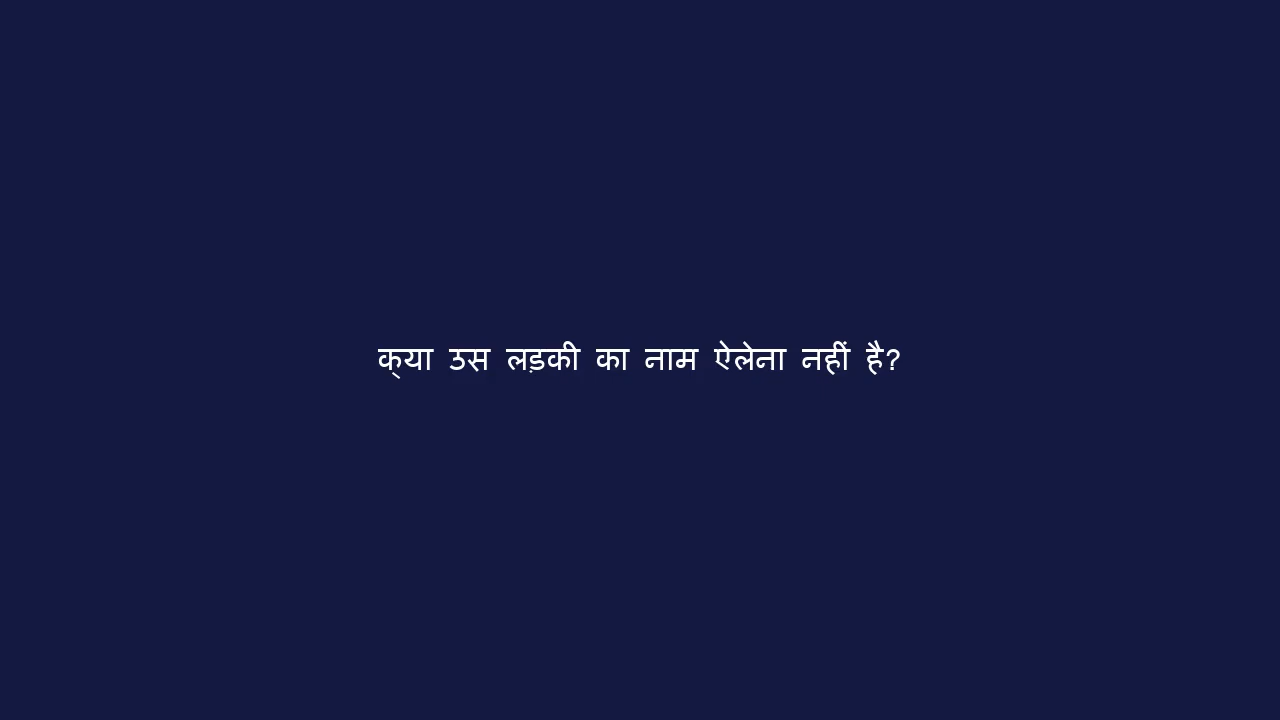 क्या उस लड़की का नाम ऐलेना नहीं है?